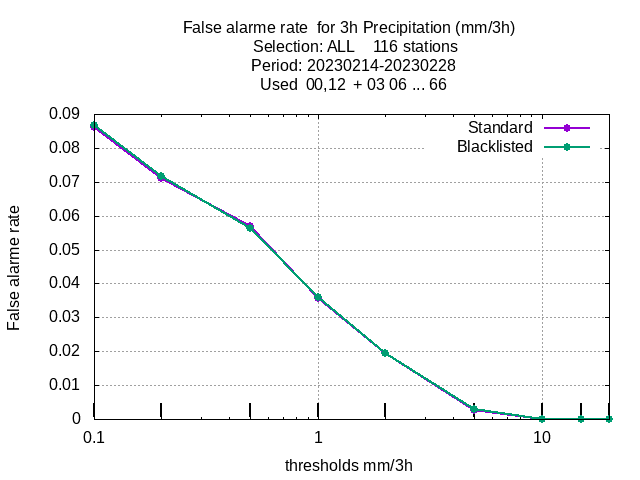 False alarme rate  for 3h Precipitation (mm/3h)
Selection: ALL    116 stations
Period: 20230214-20230228
Used  00,12  + 03 06 ... 66
Standard
Blacklisted
False alarme rate
0.09
0.08
0.07
0.06
0.05
0.04
0.03
0.02
0.01
0
0.1
1
10
thresholds mm/3h